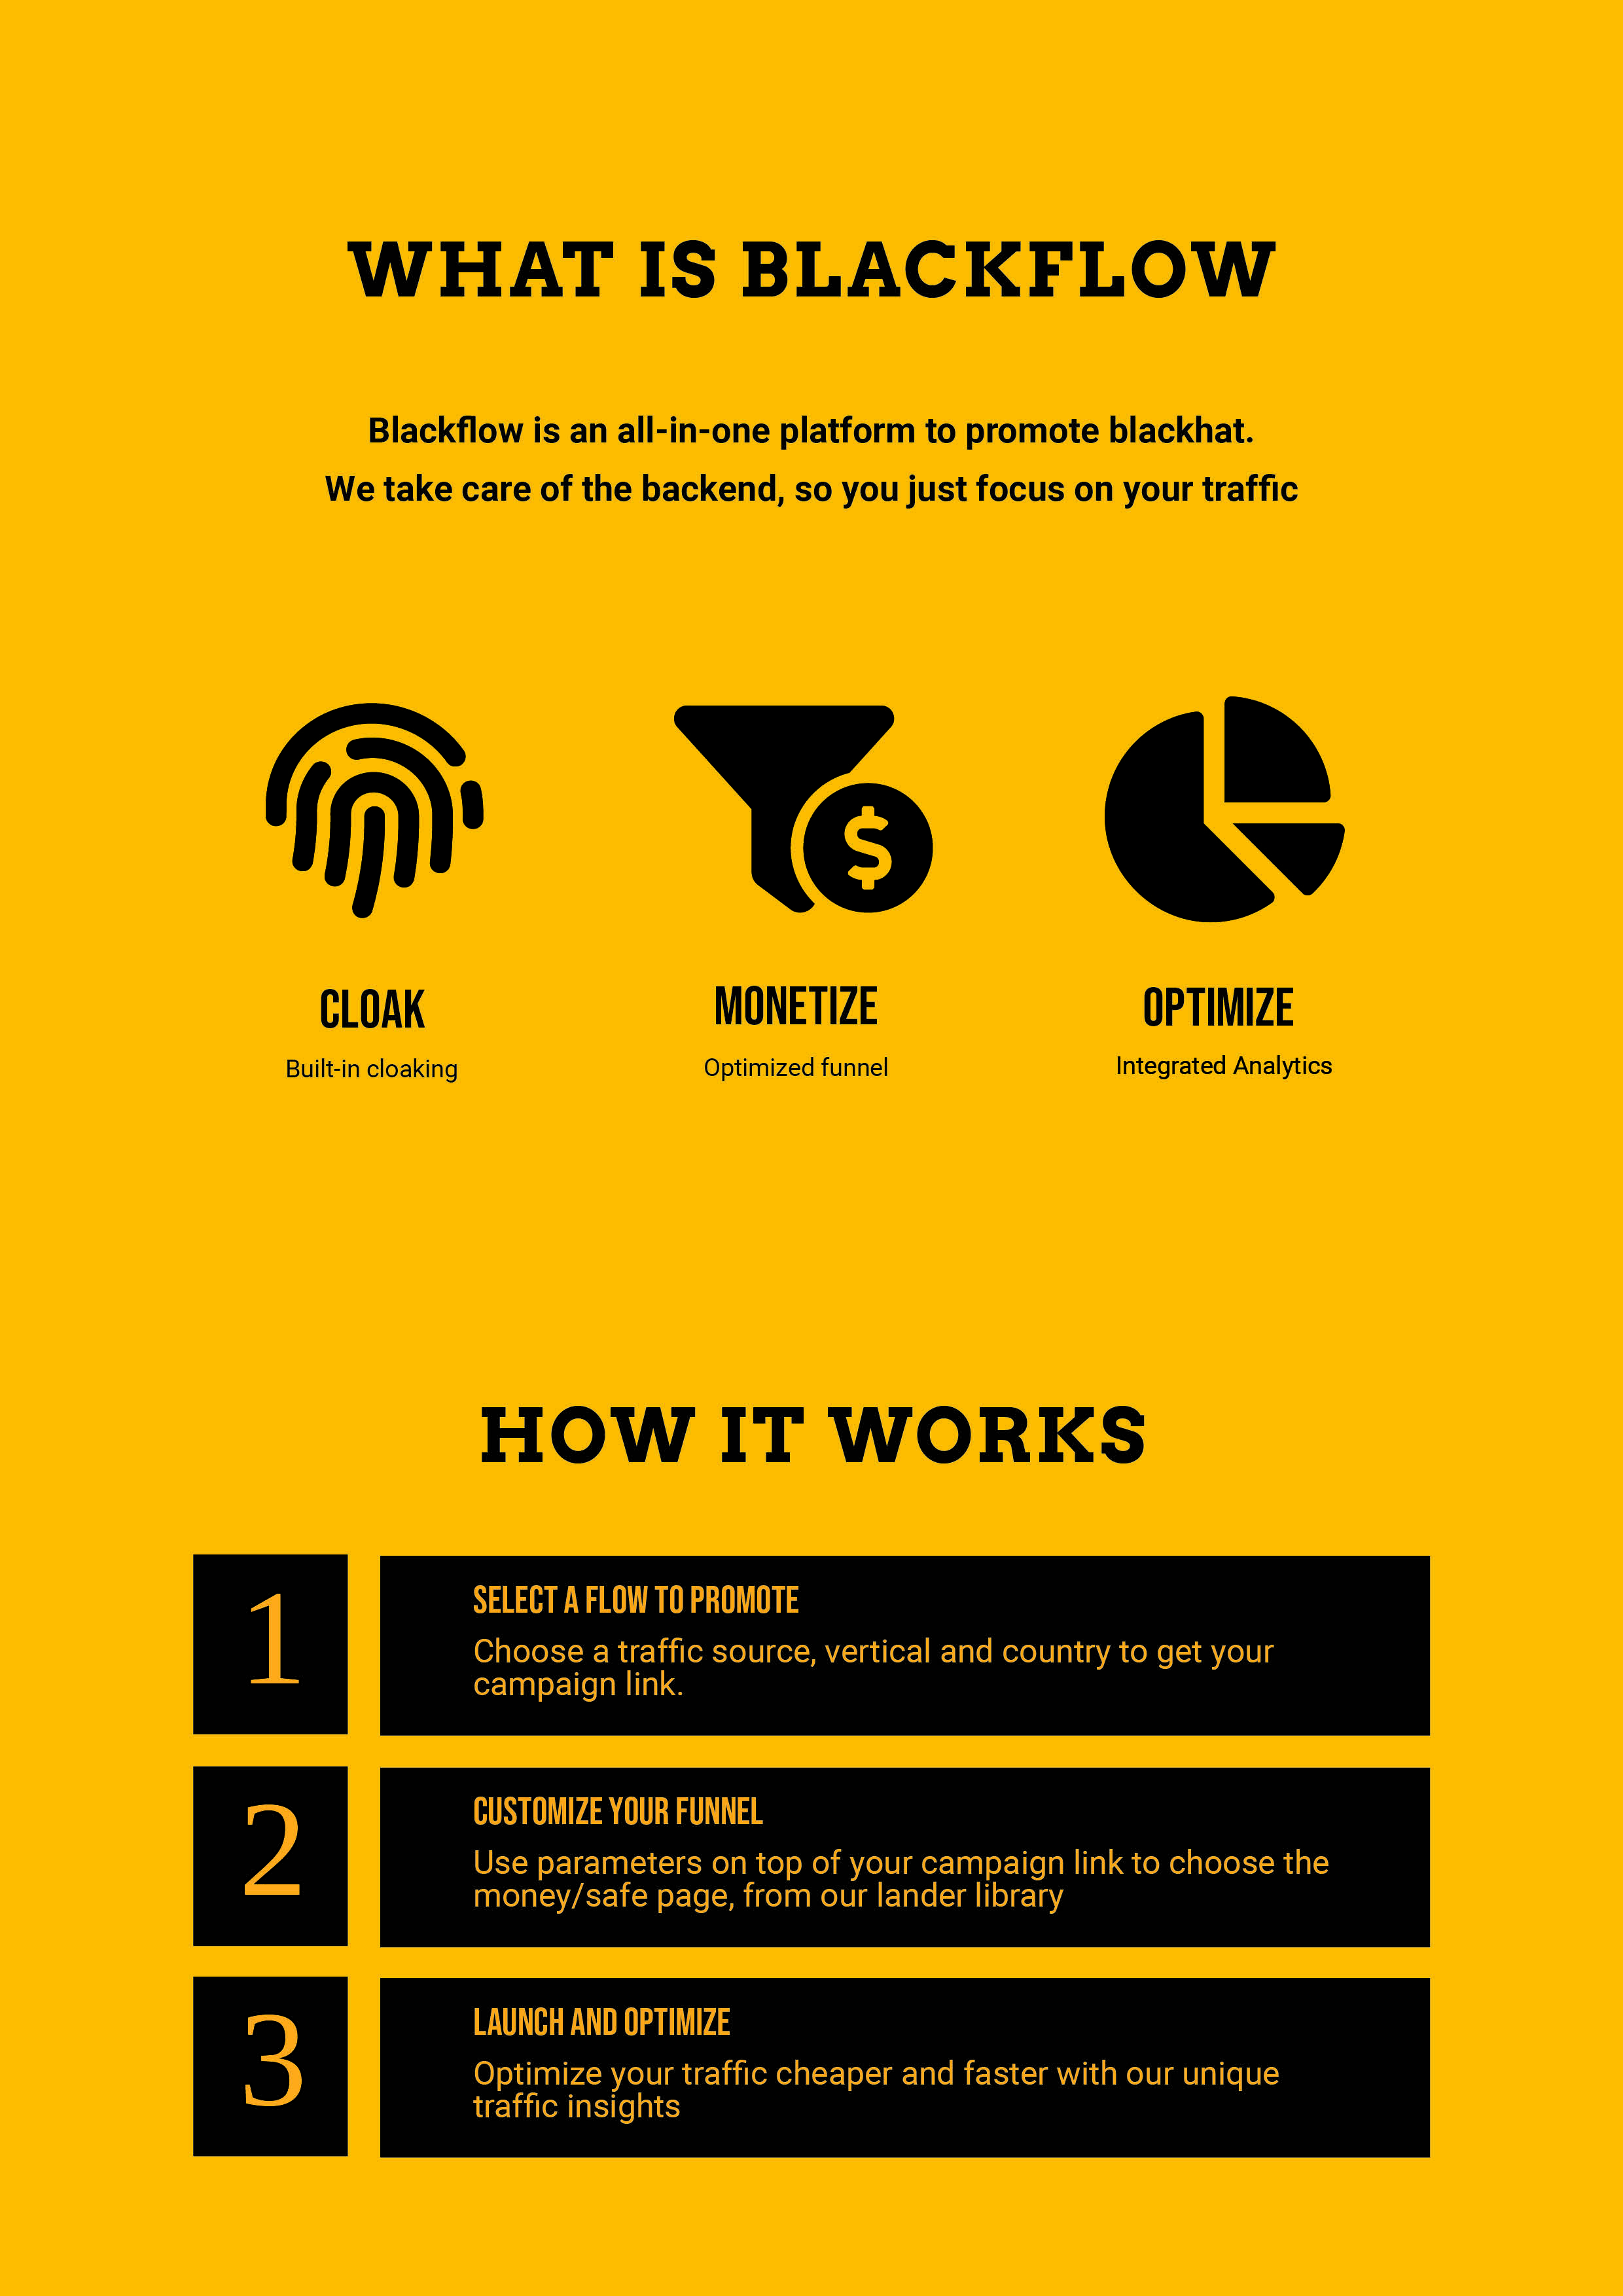 WHAT IS BLACKFLOW
Blackflow is an all-in-one platform to promote blackhat.
We take care of the backend, so you just focus on your traffic
$
CLOAK
MONETIZE
OPTIMIZE
Built-in cloaking
Optimized funnel
Integrated Analytics
HOW IT WORKS
1
SELECT A FLOW TO PROMOTE
Choose a traffic source, vertical and country to get your
campaign link.
2
CUSTOMIZE YOUR FUNNEL
Use parameters on top of your campaign link to choose the
money/safe page, from our lander library
3
LAUNCH AND OPTIMIZE
Optimize your traffic cheaper and faster with our unique
traffic insights